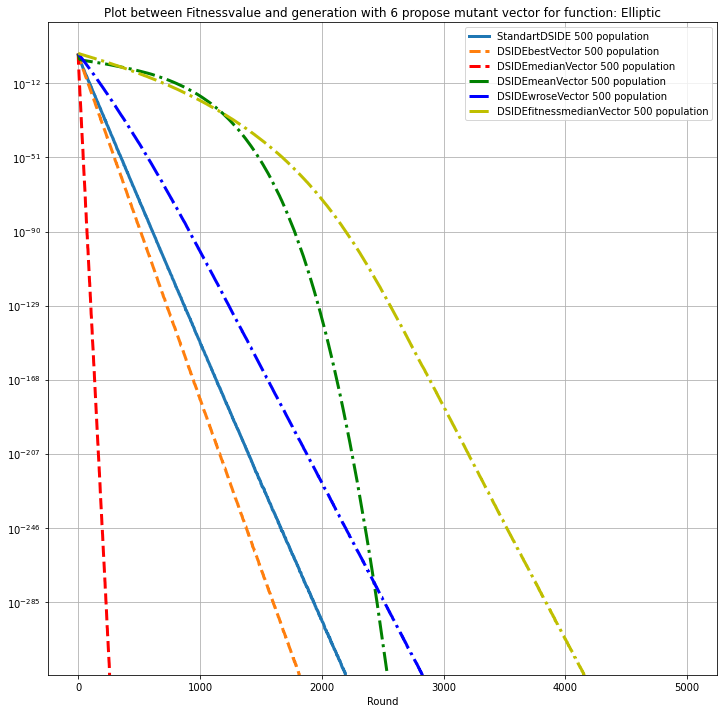 Plot between Fitnessvalue and generation with 6 propose mutant vector for function: Elliptic
StandartDSIDE 500 population
DSIDEbestVector 500 population
DSIDEmedianVector 500 population
DSIDEmeanVector 500 population
DSIDEwroseVector 500 population
DSIDEfitnessmedianVector 500 population
10⁻¹²
10⁻⁵¹
10⁻⁹⁰
10⁻¹²⁹
10⁻¹⁶⁸
10⁻²⁰⁷
10⁻²⁴⁶
10⁻²⁸⁵
0 1000 2000 3000 4000 5000
Round